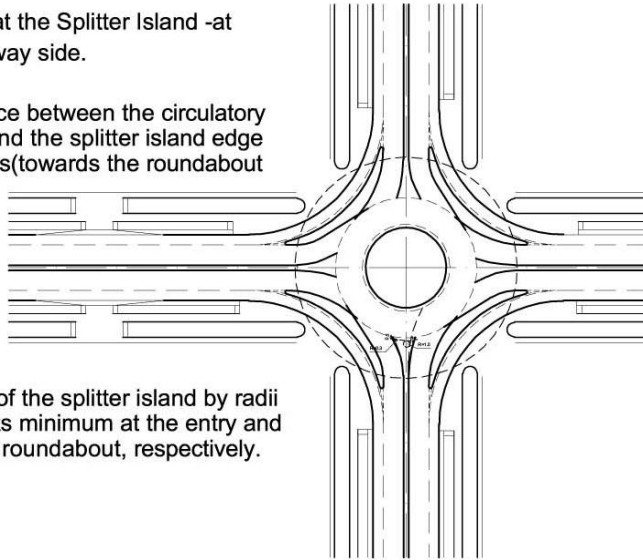 at the Splitter Island -at
way side.
ce between the circulatory
nd the splitter island edge
s(towards the roundabout
of the splitter island by radii
ts minimum at the entry and
roundabout, respectively.